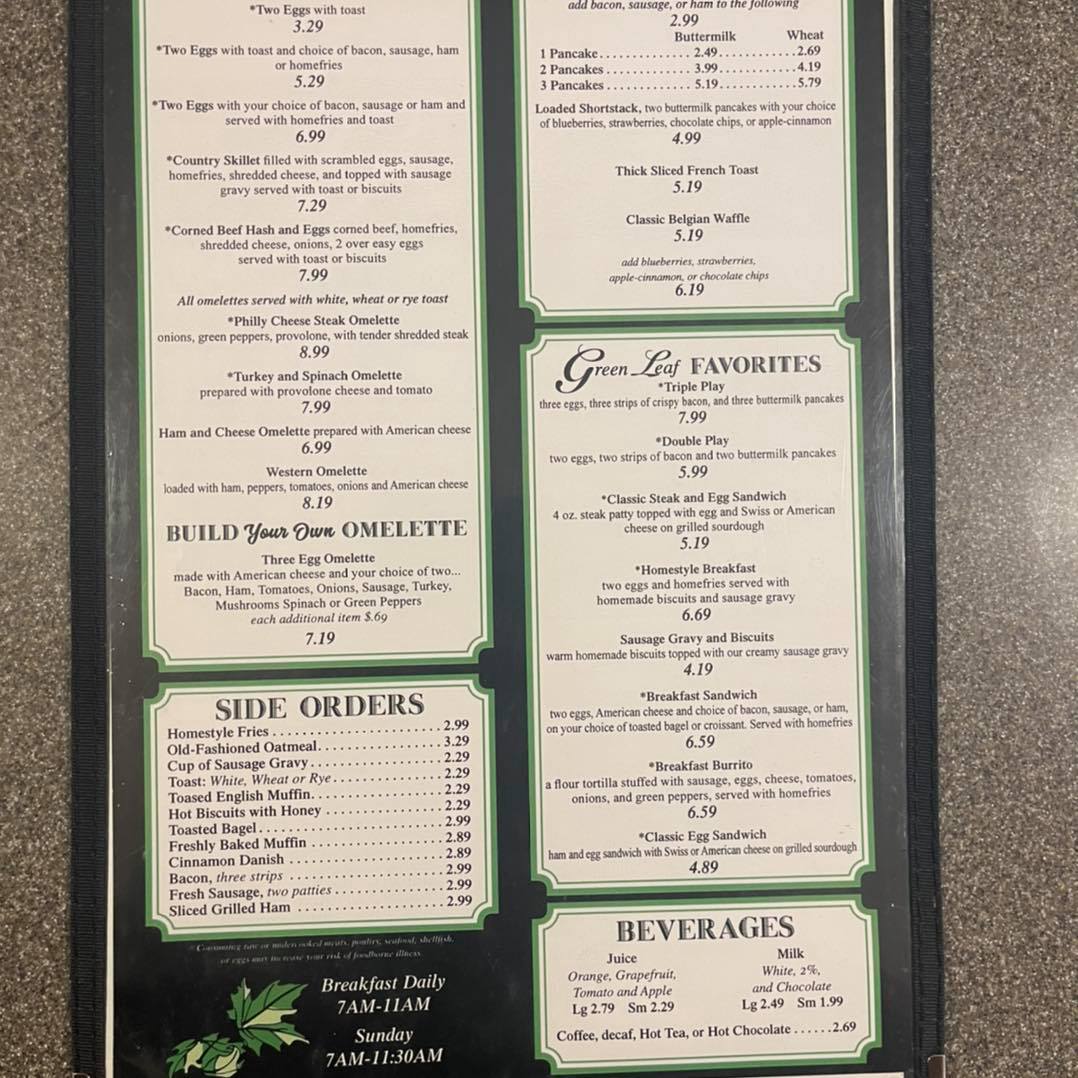 *Two Eggs with toast
3.29
*Two Eggs with toast and choice of bacon, sausage, ham
or homefries
5.29
*Two Eggs with your choice of bacon, sausage or ham and
served with homefries and toast
6.99
*Country Skillet filled with scrambled eggs, sausage,
homefries, shredded cheese, and topped with sausage
gravy served with toast or biscuits
7.29
*Corned Beef Hash and Eggs corned beef, homefries,
shredded cheese, onions, 2 over easy eggs
served with toast or biscuits
7.99
All omelettes served with white, wheat or rye toast
*Philly Cheese Steak Omelette
onions, green peppers, provolone, with tender shredded steak
8.99
*Turkey and Spinach Omelette
prepared with provolone cheese and tomato
7.99
Ham and Cheese Omelette prepared with American cheese
6.99
Western Omelette
loaded with ham, peppers, tomatoes, onions and American cheese
8.19
BUILD Your Own OMELETTE
Three Egg Omelette
made with American cheese and your choice of two...
Bacon, Ham, Tomatoes, Onions, Sausage, Turkey,
Mushrooms Spinach or Green Peppers
each additional item $.69
7.19
SIDE ORDERS
Homestyle Fries ........................ 2.99
Old-Fashioned Oatmeal.................. 3.29
Cup of Sausage Gravy................... 2.29
Toast: White, Wheat or Rye ............... 2.29
Toased English Muffin................... 2.29
Hot Biscuits with Honey ................. 2.29
Toasted Bagel.......................... 2.99
Freshly Baked Muffin ................... 2.89
Cinnamon Danish ...................... 2.89
Bacon, three strips ...................... 2.99
Fresh Sausage, two patties ............... 2.99
Sliced Grilled Ham ..................... 2.99
* Consuming raw or undercooked meats, poultry, seafood, shellfish,
or eggs may increase your risk of foodborne illness.
Breakfast Daily
7AM-11AM
Sunday
7AM-11:30AM
add bacon, sausage, or ham to the following
2.99
Buttermilk Wheat
1 Pancake............ 2.49...........2.69
2 Pancakes ............ 3.99...........4.19
3 Pancakes ............ 5.19...........5.79
Loaded Shortstack, two buttermilk pancakes with your choice
of blueberries, strawberries, chocolate chips, or apple-cinnamon
4.99
Thick Sliced French Toast
5.19
Classic Belgian Waffle
5.19
add blueberries, strawberries,
apple-cinnamon, or chocolate chips
6.19
Green Leaf FAVORITES
*Triple Play
three eggs, three strips of crispy bacon, and three buttermilk pancakes
7.99
*Double Play
two eggs, two strips of bacon and two buttermilk pancakes
5.99
*Classic Steak and Egg Sandwich
4 oz. steak patty topped with egg and Swiss or American
cheese on grilled sourdough
5.19
*Homestyle Breakfast
two eggs and homefries served with
homemade biscuits and sausage gravy
6.69
Sausage Gravy and Biscuits
warm homemade biscuits topped with our creamy sausage gravy
4.19
*Breakfast Sandwich
two eggs, American cheese and choice of bacon, sausage, or ham,
on your choice of toasted bagel or croissant. Served with homefries
6.59
*Breakfast Burrito
a flour tortilla stuffed with sausage, eggs, cheese, tomatoes,
onions, and green peppers, served with homefries
6.59
*Classic Egg Sandwich
ham and egg sandwich with Swiss or American cheese on grilled sourdough
4.89
BEVERAGES
Juice
Orange, Grapefruit,
Tomato and Apple
Lg 2.79 Sm 2.29
Milk
White, 2%,
and Chocolate
Lg 2.49 Sm 1.99
Coffee, decaf, Hot Tea, or Hot Chocolate ......2.69